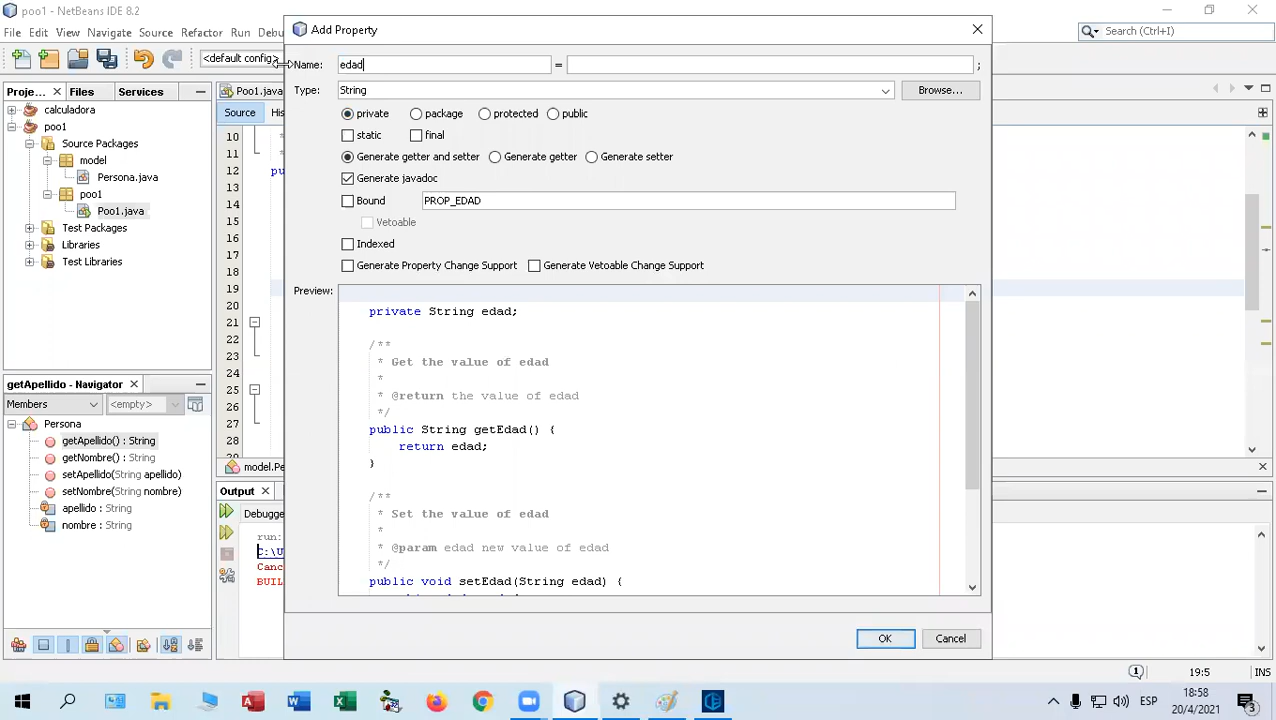 poo1 - NetBeans IDE 8.2
Add Property
File Edit View Navigate Source Refactor Run
Search (Ctrl+I)
<default config>
Name: edad = ;
Type: String Browse...
Proje... Files Services
Poo1.java
Source
private package protected public
static final
Generate getter and setter Generate getter Generate setter
Generate javadoc
Bound PROP_EDAD
Vetoable
Indexed
Generate Property Change Support Generate Vetoable Change Support
Preview:
private String edad;
/**
* Get the value of edad
*
* @return the value of edad
*/
public String getEdad() {
return edad;
}
/**
* Set the value of edad
*
* @param edad new value of edad
*/
public void setEdad(String edad) {
OK Cancel
calculadora
poo1
Source Packages
model
Persona.java
poo1
Poo1.java
Test Packages
Libraries
Test Libraries
10
11
12
13
14
15
16
17
18
19
20
21
22
23
24
25
26
27
28
29
getApellido - Navigator
Members <empty>
Persona
getApellido() : String
getNombre() : String
setApellido(String apellido)
setNombre(String nombre)
apellido : String
nombre : String
Output
run:
C:\U
Canc
BUIL
1 19:5 INS
ESP 18:58
20/4/2021
3